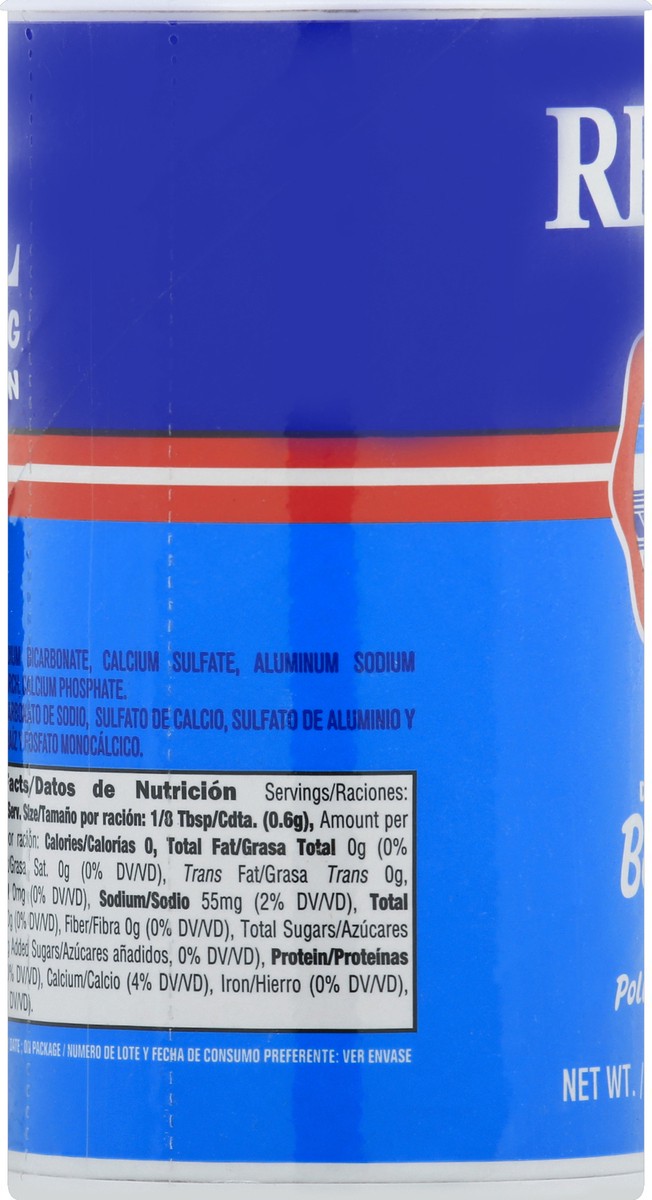 RE
L
G
N
BICARBONATE, CALCIUM SULFATE, ALUMINUM SODIUM
CALCIUM PHOSPHATE.
ATO DE SODIO, SULFATO DE CALCIO, SULFATO DE ALUMINIO Y
FOSFATO MONOCÁLCICO.
acts/Datos de Nutrición Servings/Raciones:
Serv. Size/Tamaño por ración: 1/8 Tbsp/Cdta. (0.6g), Amount per
or ración: Calories/Calorías 0, Total Fat/Grasa Total 0g (0%
/Grasa Sat. 0g (0% DV/VD), Trans Fat/Grasa Trans 0g,
0mg (0% DV/VD), Sodium/Sodio 55mg (2% DV/VD), Total
(0% DV/VD), Fiber/Fibra 0g (0% DV/VD), Total Sugars/Azúcares
Added Sugars/Azúcares añadidos, 0% DV/VD), Protein/Proteínas
% DV/VD), Calcium/Calcio (4% DV/VD), Iron/Hierro (0% DV/VD),
DV/VD).
DATE: ON PACKAGE / NUMERO DE LOTE Y FECHA DE CONSUMO PREFERENTE: VER ENVASE
B
Pol
NET WT.